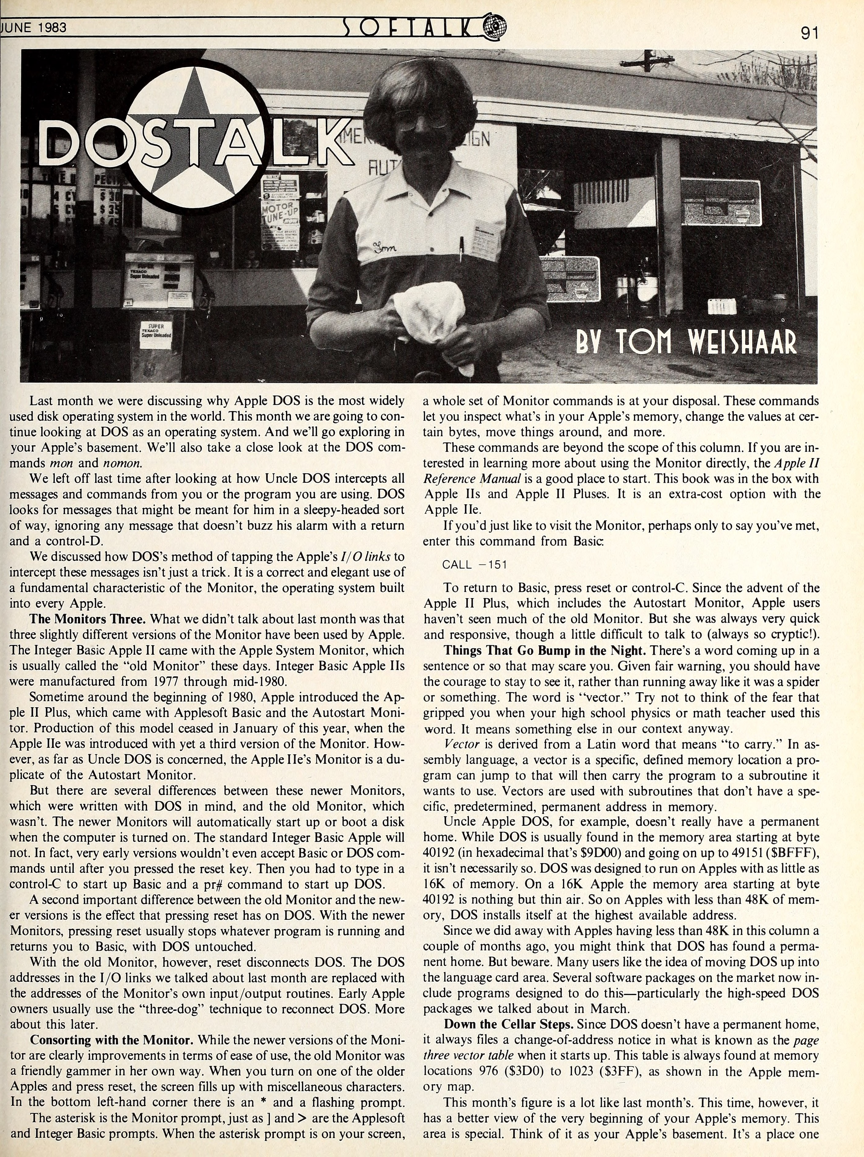 JUNE 1983
SOFTALK
91
DOSTALK
AUT
MOTOR
TUNE-UP
Tom
TEXACO
Super Unleaded
SUPER
TEXACO
Super Unleaded
BY TOM WEISHAAR
Last month we were discussing why Apple DOS is the most widely
used disk operating system in the world. This month we are going to con-
tinue looking at DOS as an operating system. And we'll go exploring in
your Apple's basement. We'll also take a close look at the DOS com-
mands mon and nomon.
We left off last time after looking at how Uncle DOS intercepts all
messages and commands from you or the program you are using. DOS
looks for messages that might be meant for him in a sleepy-headed sort
of way, ignoring any message that doesn't buzz his alarm with a return
and a control-D.
We discussed how DOS's method of tapping the Apple's I/O links to
intercept these messages isn't just a trick. It is a correct and elegant use of
a fundamental characteristic of the Monitor, the operating system built
into every Apple.
The Monitors Three. What we didn't talk about last month was that
three slightly different versions of the Monitor have been used by Apple.
The Integer Basic Apple II came with the Apple System Monitor, which
is usually called the "old Monitor" these days. Integer Basic Apple IIs
were manufactured from 1977 through mid-1980.
Sometime around the beginning of 1980, Apple introduced the Ap-
ple II Plus, which came with Applesoft Basic and the Autostart Moni-
tor. Production of this model ceased in January of this year, when the
Apple IIe was introduced with yet a third version of the Monitor. How-
ever, as far as Uncle DOS is concerned, the Apple IIe's Monitor is a du-
plicate of the Autostart Monitor.
But there are several differences between these newer Monitors,
which were written with DOS in mind, and the old Monitor, which
wasn't. The newer Monitors will automatically start up or boot a disk
when the computer is turned on. The standard Integer Basic Apple will
not. In fact, very early versions wouldn't even accept Basic or DOS com-
mands until after you pressed the reset key. Then you had to type in a
control-C to start up Basic and a pr# command to start up DOS.
A second important difference between the old Monitor and the new-
er versions is the effect that pressing reset has on DOS. With the newer
Monitors, pressing reset usually stops whatever program is running and
returns you to Basic, with DOS untouched.
With the old Monitor, however, reset disconnects DOS. The DOS
addresses in the I/O links we talked about last month are replaced with
the addresses of the Monitor's own input/output routines. Early Apple
owners usually use the "three-dog" technique to reconnect DOS. More
about this later.
Consorting with the Monitor. While the newer versions of the Moni-
tor are clearly improvements in terms of ease of use, the old Monitor was
a friendly gammer in her own way. When you turn on one of the older
Apples and press reset, the screen fills up with miscellaneous characters.
In the bottom left-hand corner there is an * and a flashing prompt.
The asterisk is the Monitor prompt, just as ] and > are the Applesoft
and Integer Basic prompts. When the asterisk prompt is on your screen,
a whole set of Monitor commands is at your disposal. These commands
let you inspect what's in your Apple's memory, change the values at cer-
tain bytes, move things around, and more.
These commands are beyond the scope of this column. If you are in-
terested in learning more about using the Monitor directly, the Apple II
Reference Manual is a good place to start. This book was in the box with
Apple IIs and Apple II Pluses. It is an extra-cost option with the
Apple IIe.
If you'd just like to visit the Monitor, perhaps only to say you've met,
enter this command from Basic:
CALL −151
To return to Basic, press reset or control-C. Since the advent of the
Apple II Plus, which includes the Autostart Monitor, Apple users
haven't seen much of the old Monitor. But she was always very quick
and responsive, though a little difficult to talk to (always so cryptic!).
Things That Go Bump in the Night. There's a word coming up in a
sentence or so that may scare you. Given fair warning, you should have
the courage to stay to see it, rather than running away like it was a spider
or something. The word is "vector." Try not to think of the fear that
gripped you when your high school physics or math teacher used this
word. It means something else in our context anyway.
Vector is derived from a Latin word that means "to carry." In as-
sembly language, a vector is a specific, defined memory location a pro-
gram can jump to that will then carry the program to a subroutine it
wants to use. Vectors are used with subroutines that don't have a spe-
cific, predetermined, permanent address in memory.
Uncle Apple DOS, for example, doesn't really have a permanent
home. While DOS is usually found in the memory area starting at byte
40192 (in hexadecimal that's $9D00) and going on up to 49151 ($BFFF),
it isn't necessarily so. DOS was designed to run on Apples with as little as
16K of memory. On a 16K Apple the memory area starting at byte
40192 is nothing but thin air. So on Apples with less than 48K of mem-
ory, DOS installs itself at the highest available address.
Since we did away with Apples having less than 48K in this column a
couple of months ago, you might think that DOS has found a perma-
nent home. But beware. Many users like the idea of moving DOS up into
the language card area. Several software packages on the market now in-
clude programs designed to do this—particularly the high-speed DOS
packages we talked about in March.
Down the Cellar Steps. Since DOS doesn't have a permanent home,
it always files a change-of-address notice in what is known as the page
three vector table when it starts up. This table is always found at memory
locations 976 ($3D0) to 1023 ($3FF), as shown in the Apple mem-
ory map.
This month's figure is a lot like last month's. This time, however, it
has a better view of the very beginning of your Apple's memory. This
area is special. Think of it as your Apple's basement. It's a place one